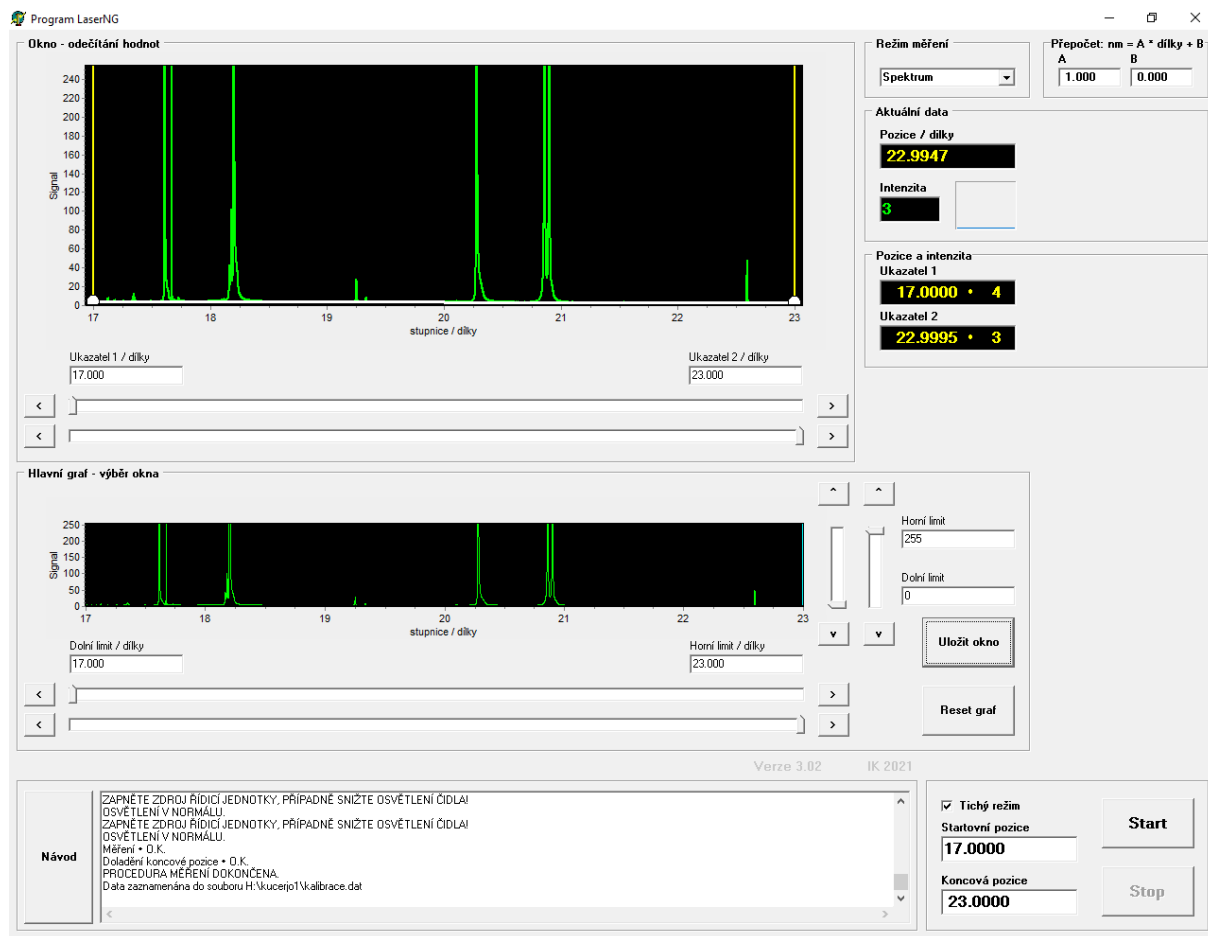 Program LaserNG
Okno - odečítání hodnot
Signal
240
220
200
180
160
140
120
100
80
60
40
20
0
17 18 19 20 21 22 23
stupnice / dílky
Ukazatel 1 / dílky
17.000
Ukazatel 2 / dílky
23.000
< >
< >
Režim měření
Spektrum
Přepočet: nm = A * dílky + B
A B
1.000 0.000
Aktuální data
Pozice / dílky
22.9947
Intenzita
3
Pozice a intenzita
Ukazatel 1
17.0000 • 4
Ukazatel 2
22.9995 • 3
Hlavní graf - výběr okna
Signal
250
200
150
100
50
0
17 18 19 20 21 22 23
stupnice / dílky
Dolní limit / dílky
17.000
Horní limit / dílky
23.000
< >
< >
^ ^
v v
Horní limit
255
Dolní limit
0
Uložit okno
Reset graf
Verze 3.02 IK 2021
Návod
ZAPNĚTE ZDROJ ŘÍDICÍ JEDNOTKY, PŘÍPADNĚ SNIŽTE OSVĚTLENÍ ČIDLA!
OSVĚTLENÍ V NORMÁLU.
ZAPNĚTE ZDROJ ŘÍDICÍ JEDNOTKY, PŘÍPADNĚ SNIŽTE OSVĚTLENÍ ČIDLA!
OSVĚTLENÍ V NORMÁLU.
Měření • O.K.
Doladění koncové pozice • O.K.
PROCEDURA MĚŘENÍ DOKONČENA.
Data zaznamenána do souboru H:\kucerjo1\kalibrace.dat
Tichý režim
Startovní pozice
17.0000
Koncová pozice
23.0000
Start
Stop